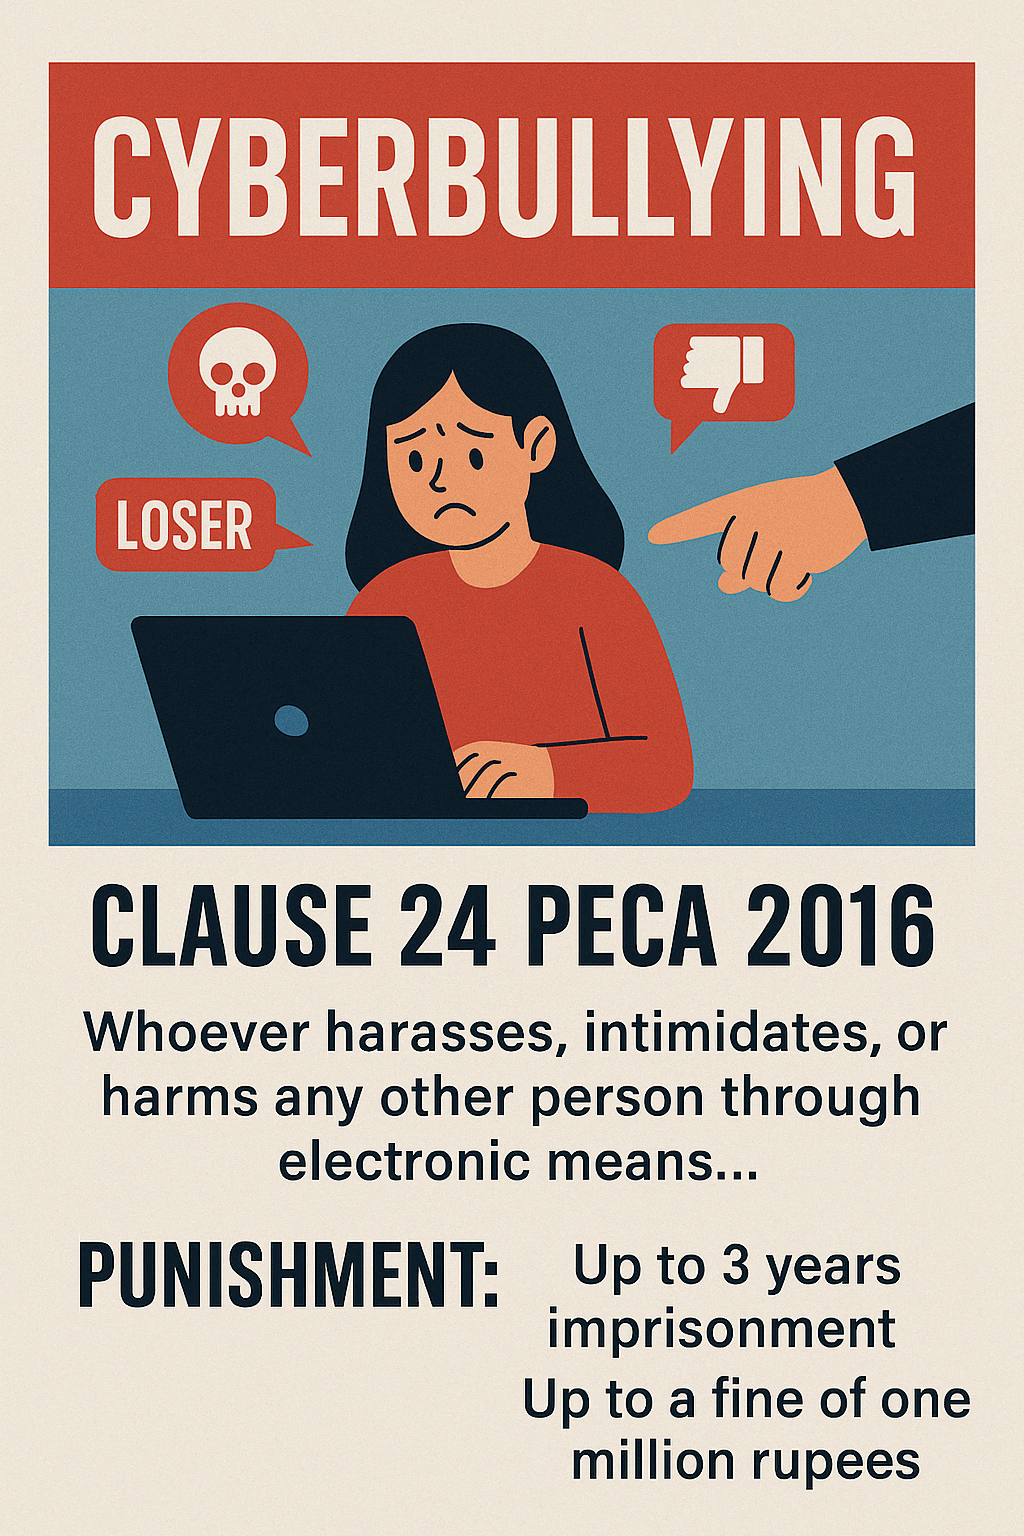 CYBERBULLYING
LOSER
CLAUSE 24 PECA 2016
Whoever harasses, intimidates, or
harms any other person through
electronic means...
PUNISHMENT:
Up to 3 years
imprisonment
Up to a fine of one
million rupees